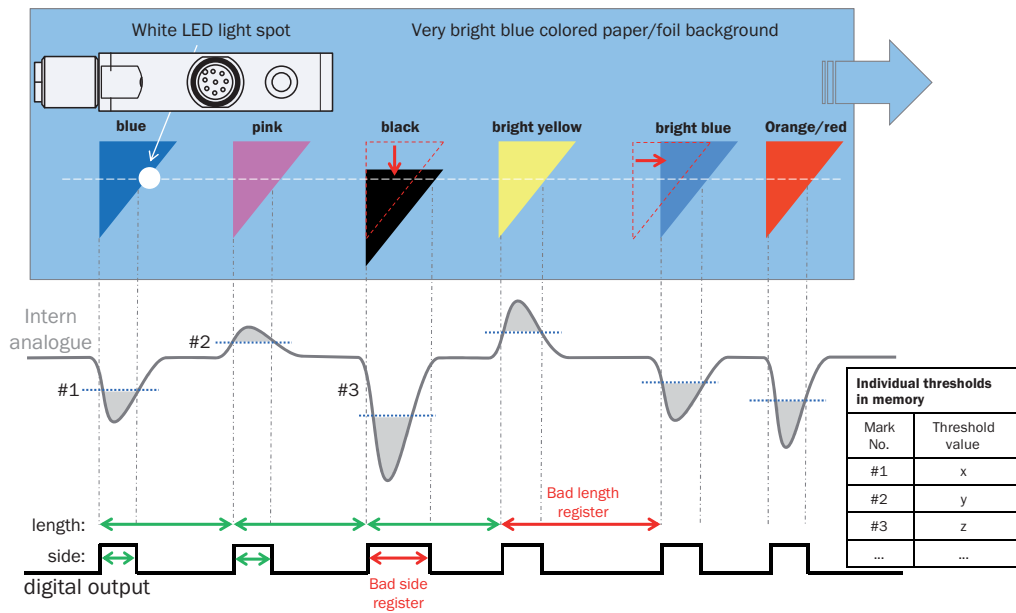 White LED light spot
Very bright blue colored paper/foil background
blue
pink
black
bright yellow
bright blue
Orange/red
Intern
analogue
#1
#2
#3
Individual thresholds
in memory
Mark
No.
Threshold
value
#1
x
#2
y
#3
z
...
...
length:
Bad length
register
side:
Bad side
register
digital output